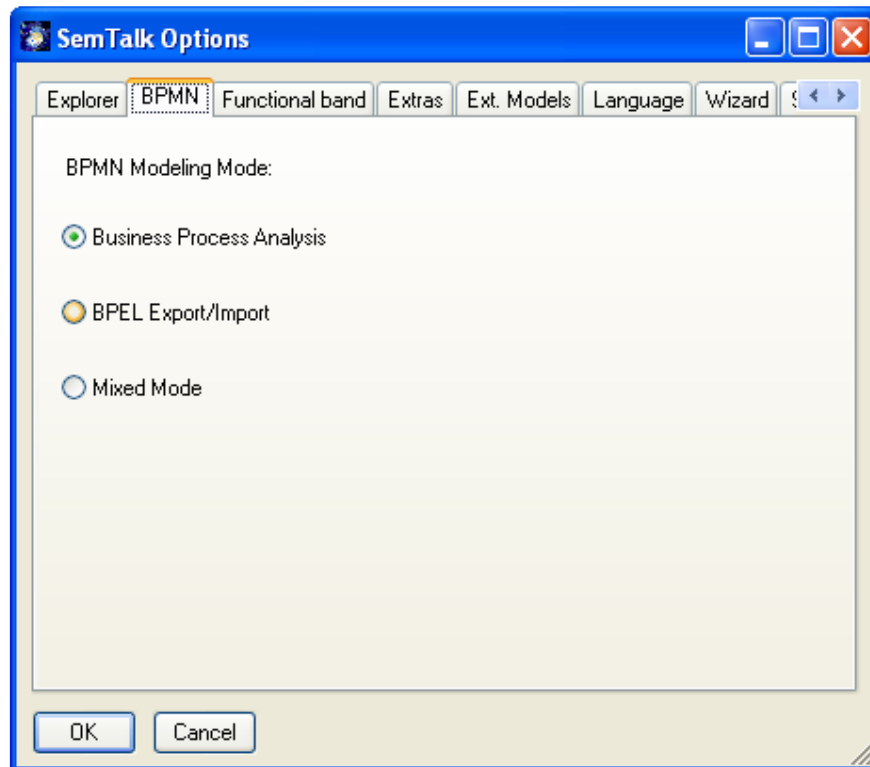 SemTalk Options
Explorer BPMN Functional band Extras Ext. Models Language Wizard
BPMN Modeling Mode:
Business Process Analysis
BPEL Export/Import
Mixed Mode
OK Cancel